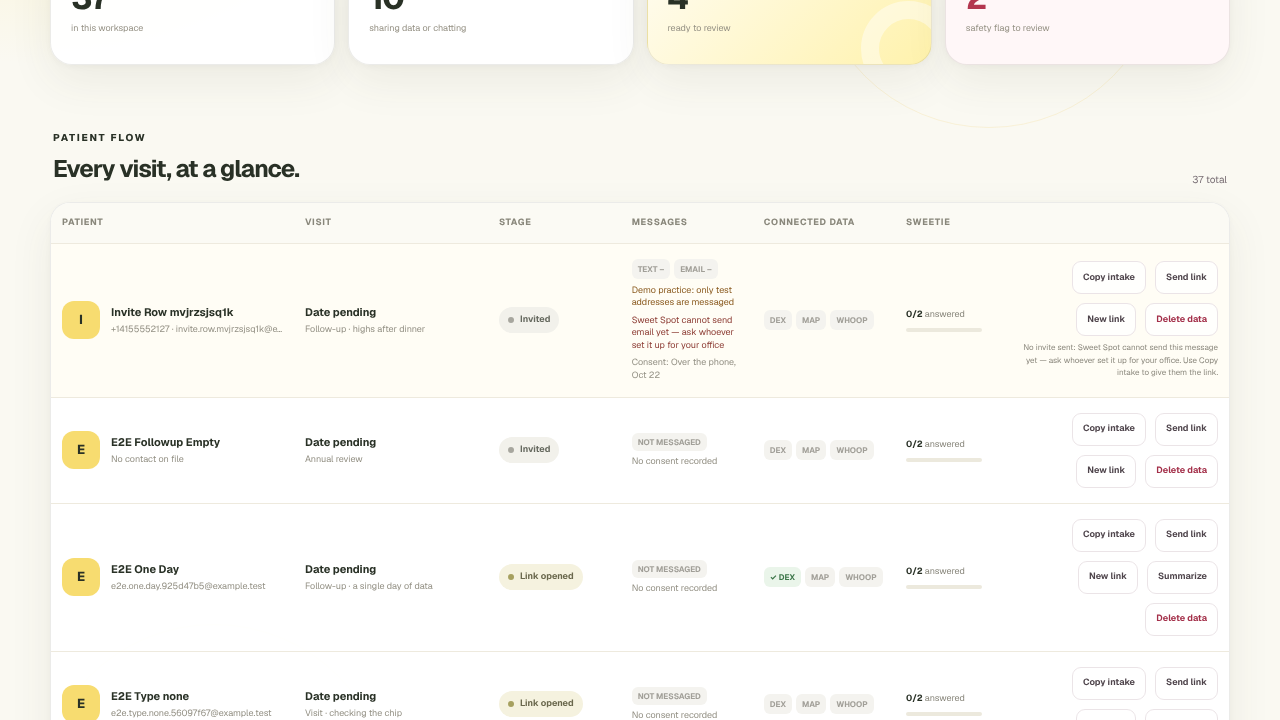 37
10
4
2
in this workspace
sharing data or chatting
ready to review
safety flag to review
PATIENT FLOW
Every visit, at a glance.
37 total
PATIENT
VISIT
STAGE
MESSAGES
CONNECTED DATA
SWEETIE
I
Invite Row mvjrzsjsq1k
+14155552127 · invite.row.mvjrzsjsq1k@e...
Date pending
Follow-up · highs after dinner
Invited
TEXT –
EMAIL –
Demo practice: only test
addresses are messaged
Sweet Spot cannot send
email yet — ask whoever
set it up for your office
Consent: Over the phone,
Oct 22
DEX
MAP
WHOOP
0/2 answered
Copy intake
Send link
New link
Delete data
No invite sent: Sweet Spot cannot send this message
yet — ask whoever set it up for your office. Use Copy
intake to give them the link.
E
E2E Followup Empty
No contact on file
Date pending
Annual review
Invited
NOT MESSAGED
No consent recorded
DEX
MAP
WHOOP
0/2 answered
Copy intake
Send link
New link
Delete data
E
E2E One Day
e2e.one.day.925d47b5@example.test
Date pending
Follow-up · a single day of data
Link opened
NOT MESSAGED
No consent recorded
✓ DEX
MAP
WHOOP
0/2 answered
Copy intake
Send link
New link
Summarize
Delete data
E
E2E Type none
e2e.type.none.56097f67@example.test
Date pending
Visit · checking the chip
Link opened
NOT MESSAGED
No consent recorded
DEX
MAP
WHOOP
0/2 answered
Copy intake
Send link